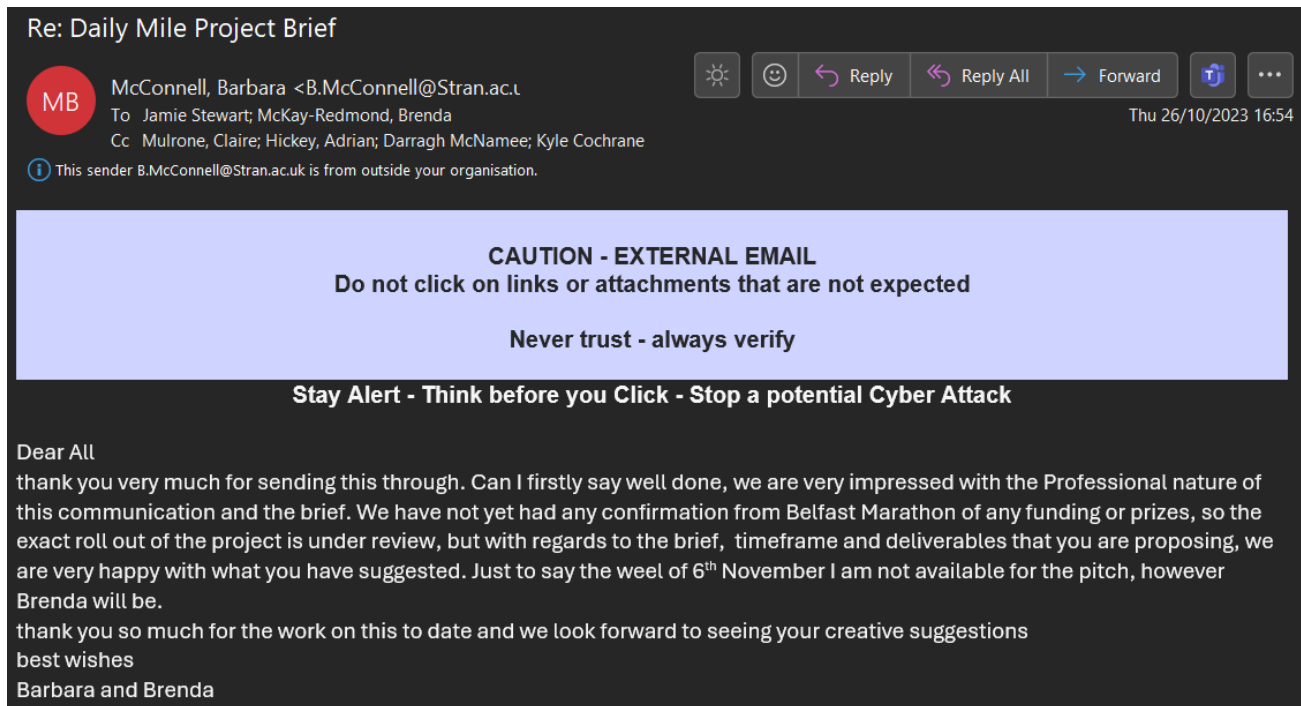 Re: Daily Mile Project Brief
MB
McConnell, Barbara <B.McConnell@Stran.ac.u
Reply
Reply All
Forward
To Jamie Stewart; McKay-Redmond, Brenda
Thu 26/10/2023 16:54
Cc Mulrone, Claire; Hickey, Adrian; Darragh McNamee; Kyle Cochrane
This sender B.McConnell@Stran.ac.uk is from outside your organisation.
CAUTION - EXTERNAL EMAIL
Do not click on links or attachments that are not expected
Never trust - always verify
Stay Alert - Think before you Click - Stop a potential Cyber Attack
Dear All
thank you very much for sending this through. Can I firstly say well done, we are very impressed with the Professional nature of
this communication and the brief. We have not yet had any confirmation from Belfast Marathon of any funding or prizes, so the
exact roll out of the project is under review, but with regards to the brief, timeframe and deliverables that you are proposing, we
are very happy with what you have suggested. Just to say the weel of 6th November I am not available for the pitch, however
Brenda will be.
thank you so much for the work on this to date and we look forward to seeing your creative suggestions
best wishes
Barbara and Brenda